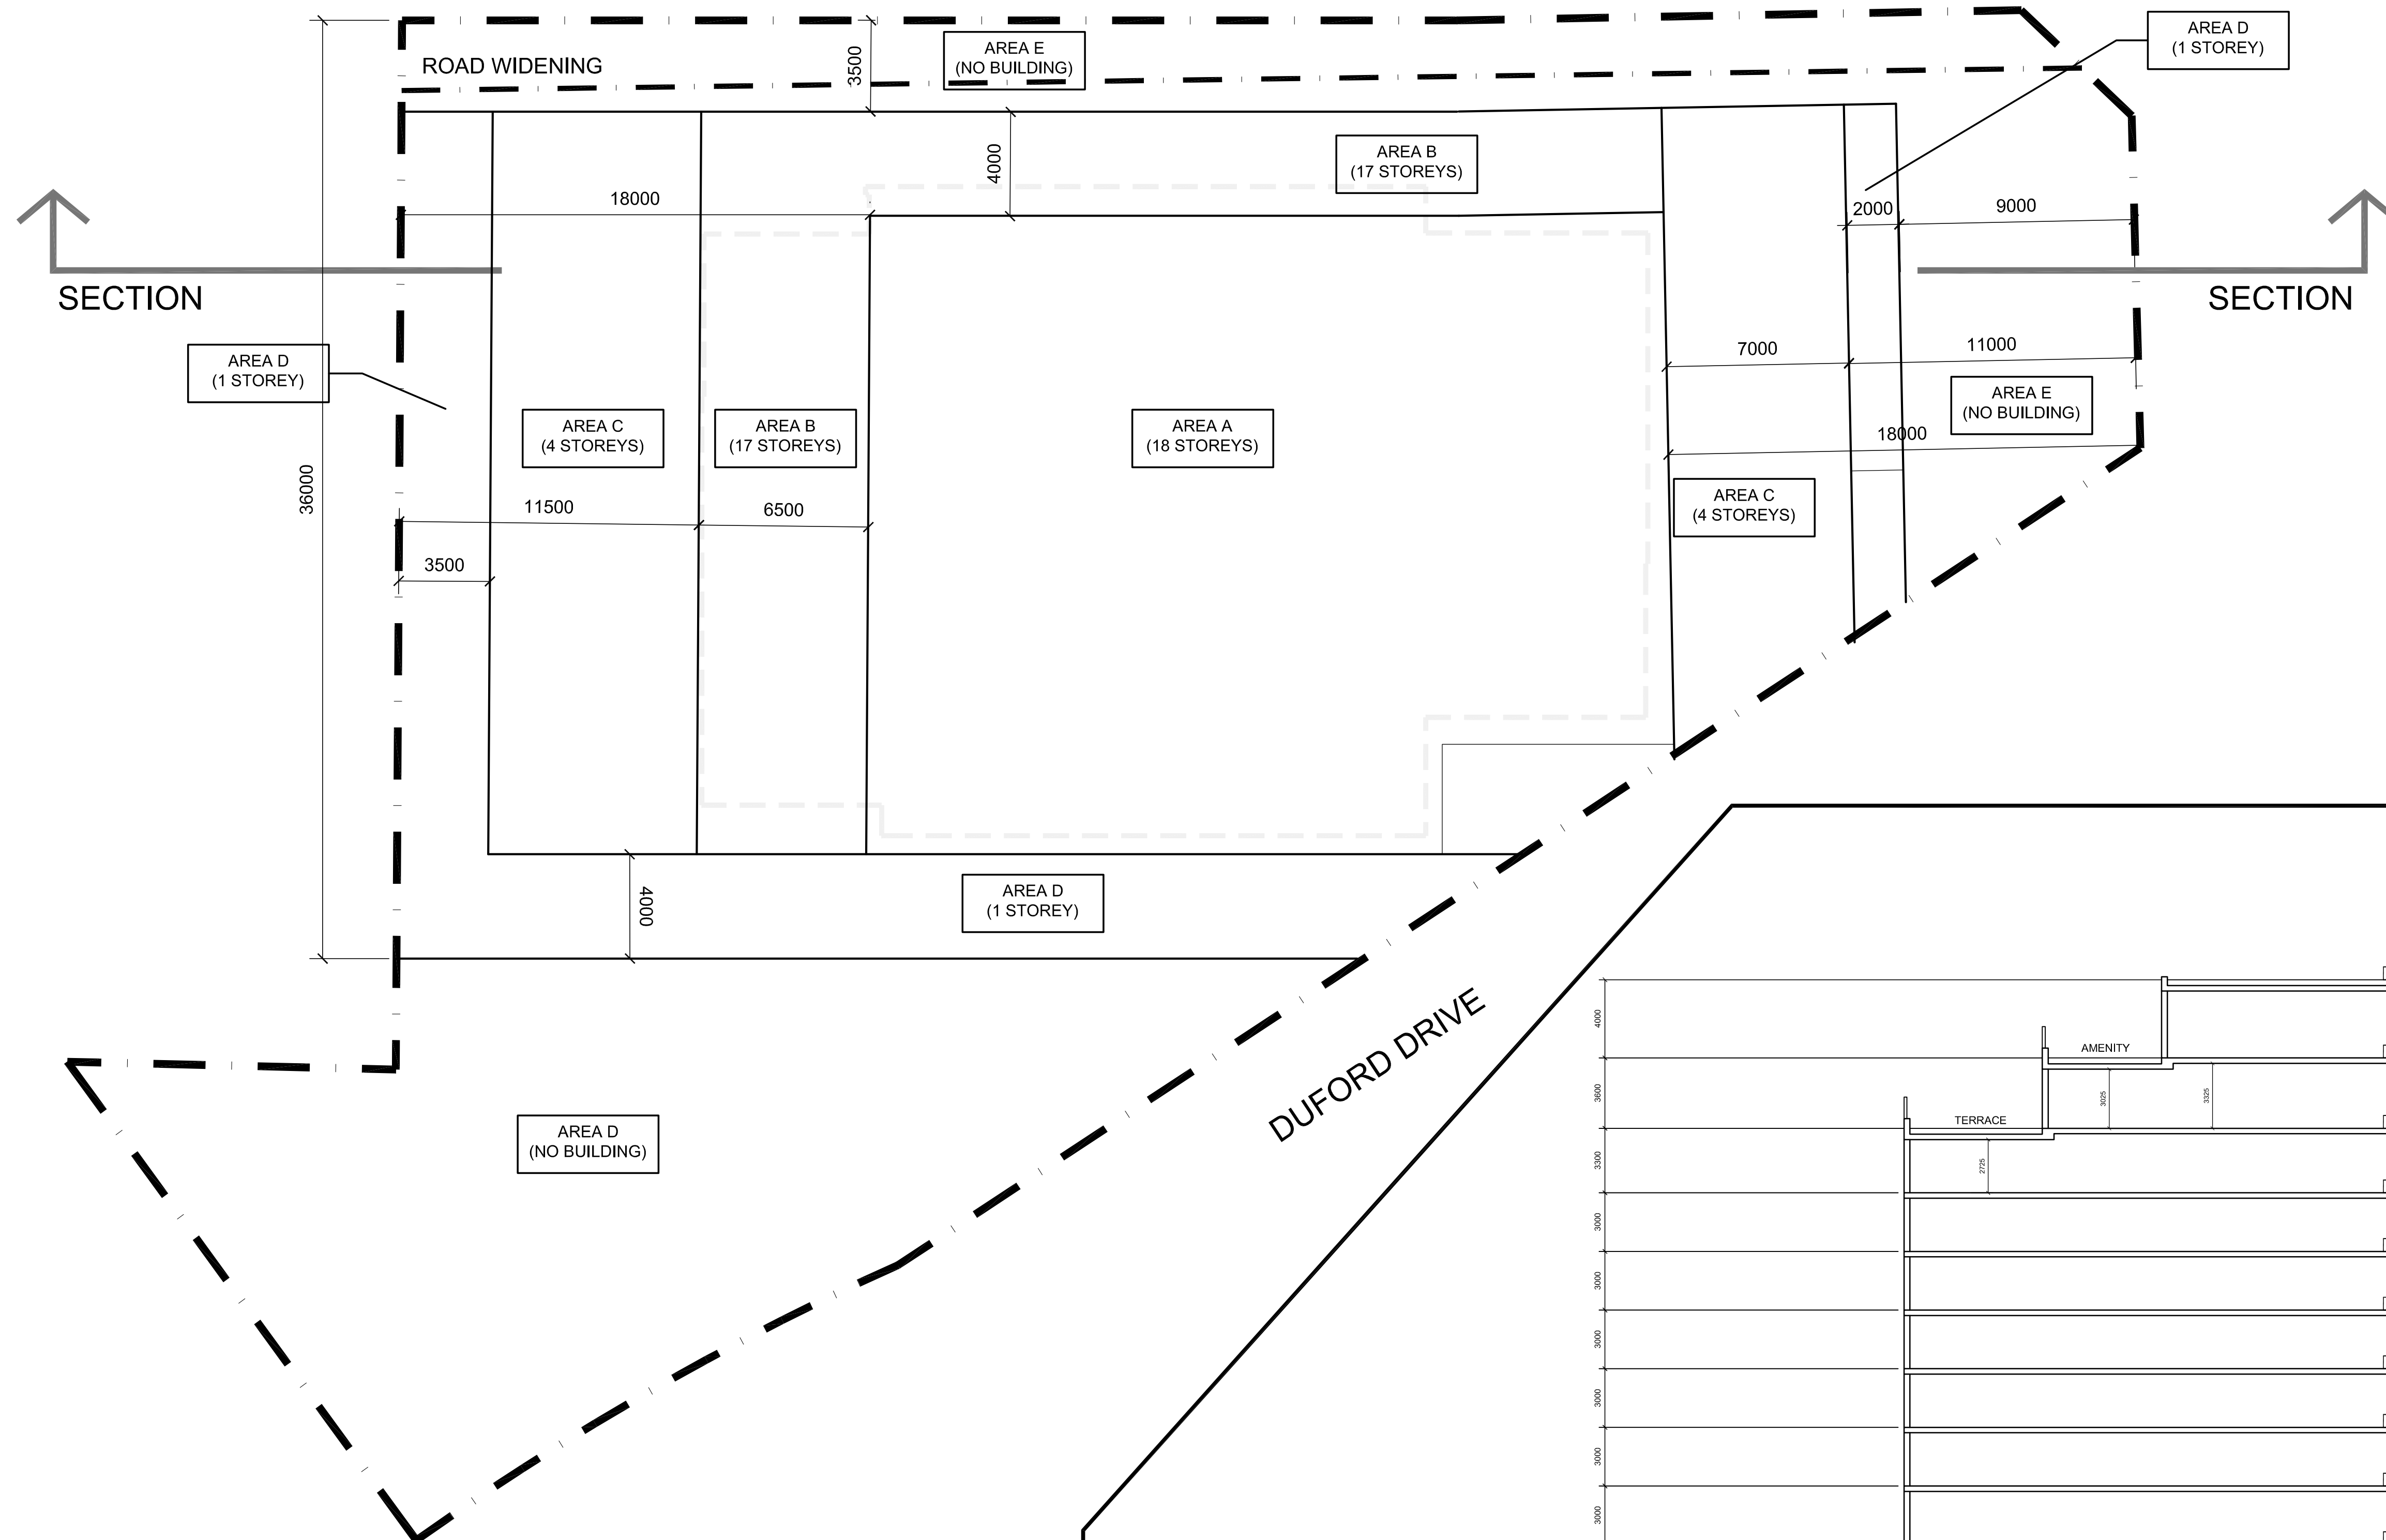 AREA D
(1 STOREY)
AREA E
(NO BUILDING)
ROAD WIDENING
3500
4000
AREA B
(17 STOREYS)
18000
2000
9000
SECTION
SECTION
AREA D
(1 STOREY)
7000
11000
AREA E
(NO BUILDING)
AREA C
(4 STOREYS)
AREA B
(17 STOREYS)
AREA A
(18 STOREYS)
18000
36000
AREA C
(4 STOREYS)
11500
6500
3500
4000
AREA D
(1 STOREY)
DUFORD DRIVE
AREA D
(NO BUILDING)
4000
AMENITY
3600
3025
3325
TERRACE
3300
2725
3000
3000
3000
3000
3000
3000